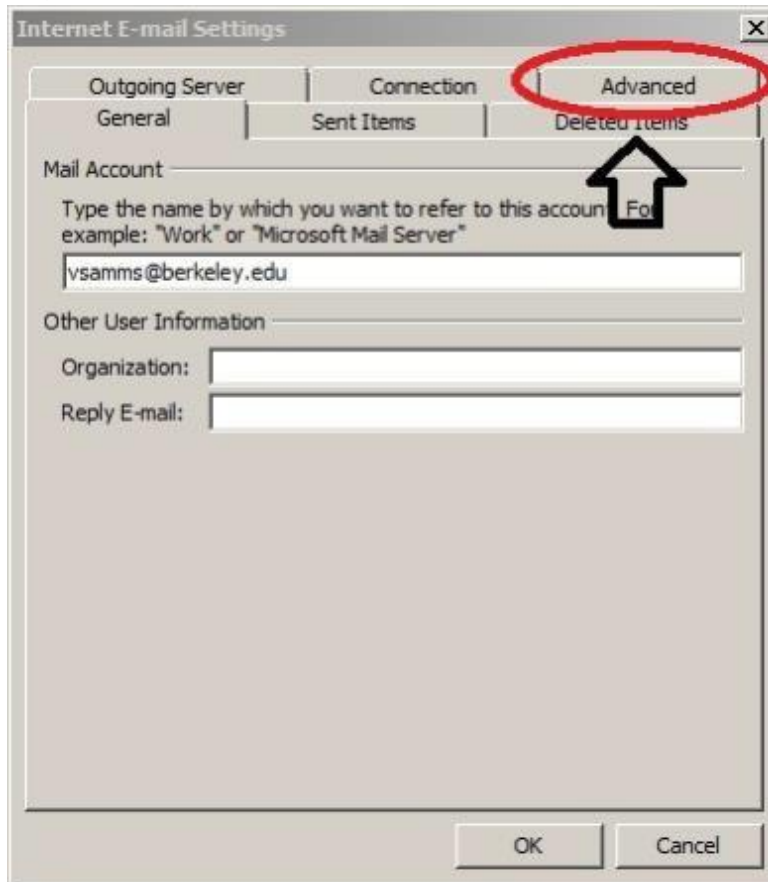 Internet E-mail Settings
Outgoing Server Connection Advanced
General Sent Items Deleted Items
Mail Account
Type the name by which you want to refer to this account. For
example: "Work" or "Microsoft Mail Server"
vsamms@berkeley.edu
Other User Information
Organization:
Reply E-mail:
OK Cancel